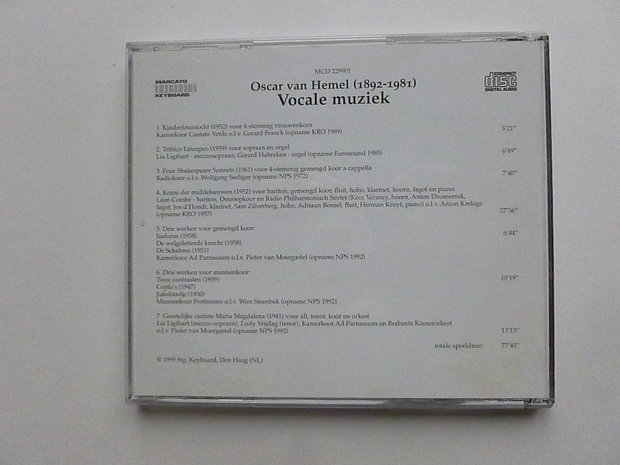 MCD 229901
MARCATO
KEYBOARD
COMPACT
disc
DIGITAL AUDIO
Oscar van Hemel (1892-1981)
Vocale muziek
1. Kinderkruistocht (1952) voor 4-stemmig vrouwenkoor 5'21"
Kamerkoor Cantate Venlo o.l.v. Gerard Franck (opname KRO 1989)
2. Trittico Liturgico (1959) voor sopraan en orgel 6'49"
Lia Ligthart - mezzosopraan, Gerard Habraken - orgel (opname Eurosound 1985)
3. Four Shakespeare Sonnets (1961) voor 4-stemmig gemengd koor a cappella 7'40"
Radiokoor o.l.v. Wolfgang Seeliger (opname NPS 1972)
4. Krans der middeleeuwen (1952) voor bariton, gemengd koor, fluit, hobo, klarinet, hoorn, fagot en piano
Léon Combé - bariton, Omroepkoor en Radio Philharmonisch Sextet (Kees Verzney, hoorn, Anton Doomernik,
fagot, Jos d'Hondt, klarinet, Sam Zilverberg, hobo, Adriaan Bonsel, fluit, Herman Kruyt, piano) o.l.v. Anton Krelage
(opname KRO 1957) 27'36"
5. Drie werken voor gemengd koor: 6'44"
Isidorus (1958)
De welgeletterde knecht (1958)
De Schalmei (1951)
Kamerkoor Ad Parnassum o.l.v. Pieter van Moergastel (opname NPS 1992)
6. Drie werken voor mannenkoor: 10'19"
Twee contrasten (1959)
Copla's (1947)
Jubelstadje (1930)
Mannenkoor Fortissimo o.l.v. Wim Steenbak (opname NPS 1992)
7 Geestelijke cantate Maria Magdalena (1941) voor alt, tenor, koor en orkest
Lia Ligthart (mezzo-sopraan), Ludy Vrijdag (tenor), Kamerkoor Ad Parnassum en Brabants Kamerorkest
o.l.v. Pieter van Moergastel (opname NPS 1992) 13'13"
totale speelduur: 77'45"
© 1999 Stg. Keyboard, Den Haag (NL)